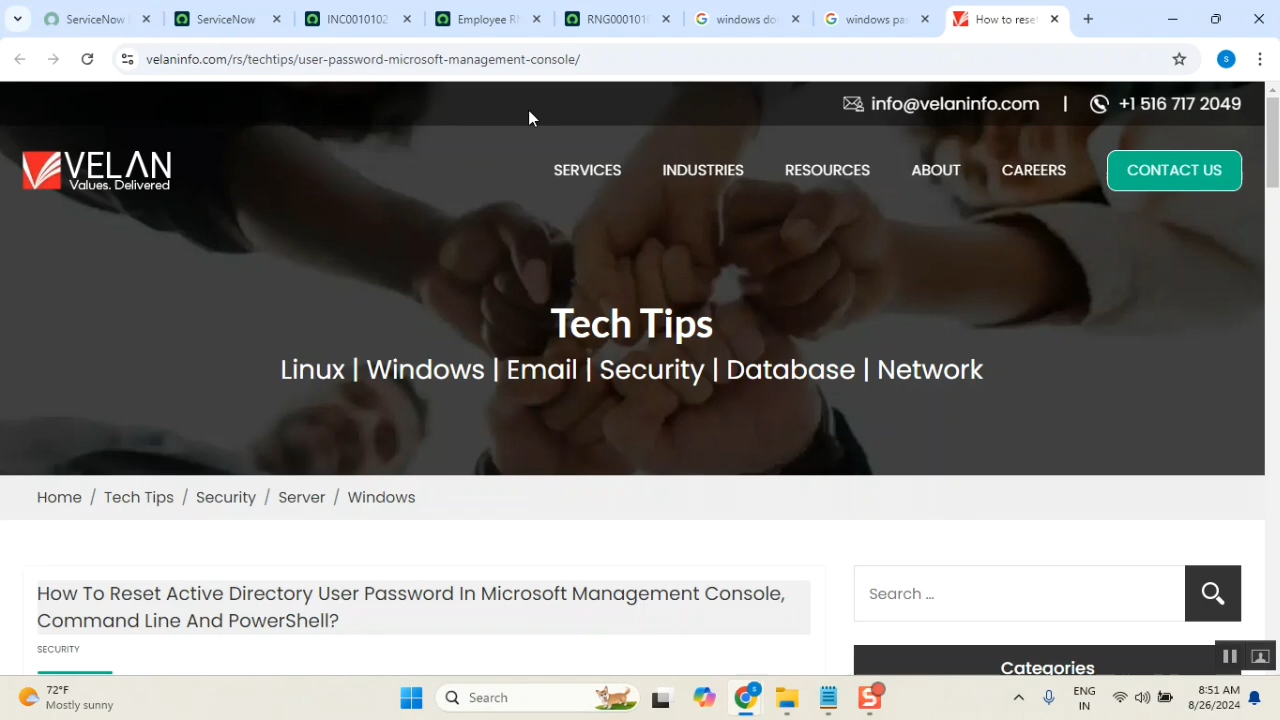 ServiceNow D
ServiceNow
INC0010102
Employee R
RNG0001018
windows do
windows pa
How to rese
velaninfo.com/rs/techtips/user-password-microsoft-management-console/
S
info@velaninfo.com | +1 516 717 2049
VELAN
Values. Delivered
SERVICES INDUSTRIES RESOURCES ABOUT CAREERS CONTACT US
Tech Tips
Linux | Windows | Email | Security | Database | Network
Home / Tech Tips / Security / Server / Windows
How To Reset Active Directory User Password In Microsoft Management Console,
Command Line And PowerShell?
SECURITY
Search ...
Categories
72°F
Mostly sunny
Search
ENG
IN
8:51 AM
8/26/2024